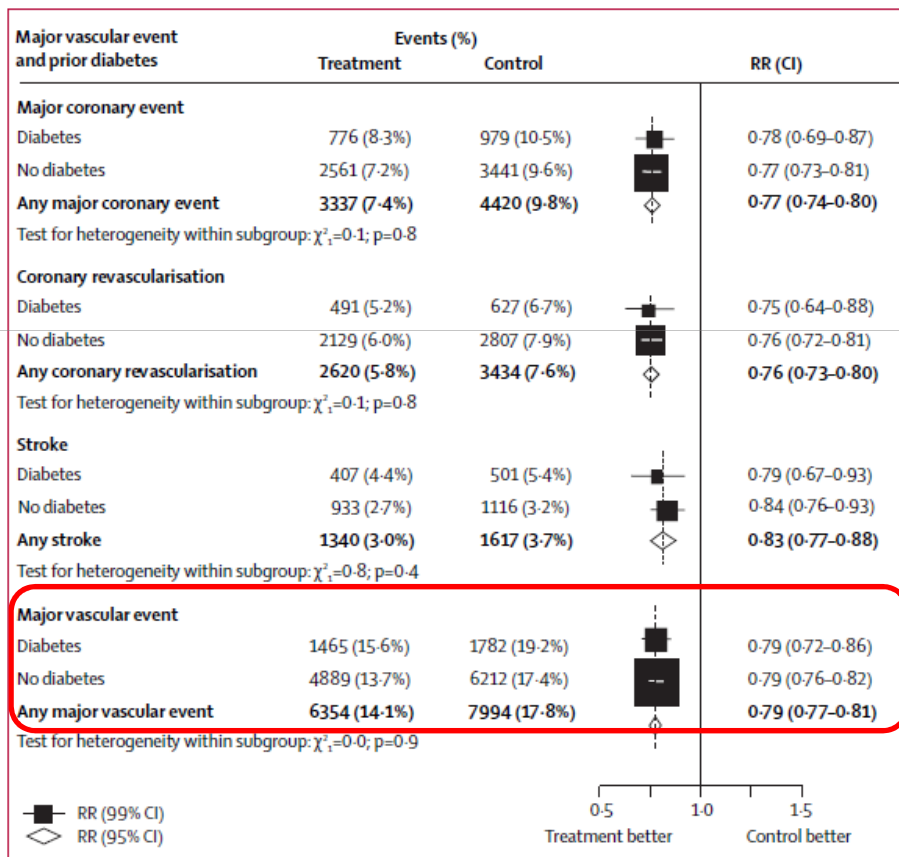 Major vascular event Events (%)
and prior diabetes Treatment Control RR (CI)
Major coronary event
Diabetes 776 (8·3%) 979 (10·5%) 0·78 (0·69–0·87)
No diabetes 2561 (7·2%) 3441 (9·6%) 0·77 (0·73–0·81)
Any major coronary event 3337 (7·4%) 4420 (9·8%) 0·77 (0·74–0·80)
Test for heterogeneity within subgroup: χ²₁=0·1; p=0·8
Coronary revascularisation
Diabetes 491 (5·2%) 627 (6·7%) 0·75 (0·64–0·88)
No diabetes 2129 (6·0%) 2807 (7·9%) 0·76 (0·72–0·81)
Any coronary revascularisation 2620 (5·8%) 3434 (7·6%) 0·76 (0·73–0·80)
Test for heterogeneity within subgroup: χ²₁=0·1; p=0·8
Stroke
Diabetes 407 (4·4%) 501 (5·4%) 0·79 (0·67–0·93)
No diabetes 933 (2·7%) 1116 (3·2%) 0·84 (0·76–0·93)
Any stroke 1340 (3·0%) 1617 (3·7%) 0·83 (0·77–0·88)
Test for heterogeneity within subgroup: χ²₁=0·8; p=0·4
Major vascular event
Diabetes 1465 (15·6%) 1782 (19·2%) 0·79 (0·72–0·86)
No diabetes 4889 (13·7%) 6212 (17·4%) 0·79 (0·76–0·82)
Any major vascular event 6354 (14·1%) 7994 (17·8%) 0·79 (0·77–0·81)
Test for heterogeneity within subgroup: χ²₁=0·0; p=0·9
RR (99% CI) 0·5 1·0 1·5
RR (95% CI) Treatment better Control better